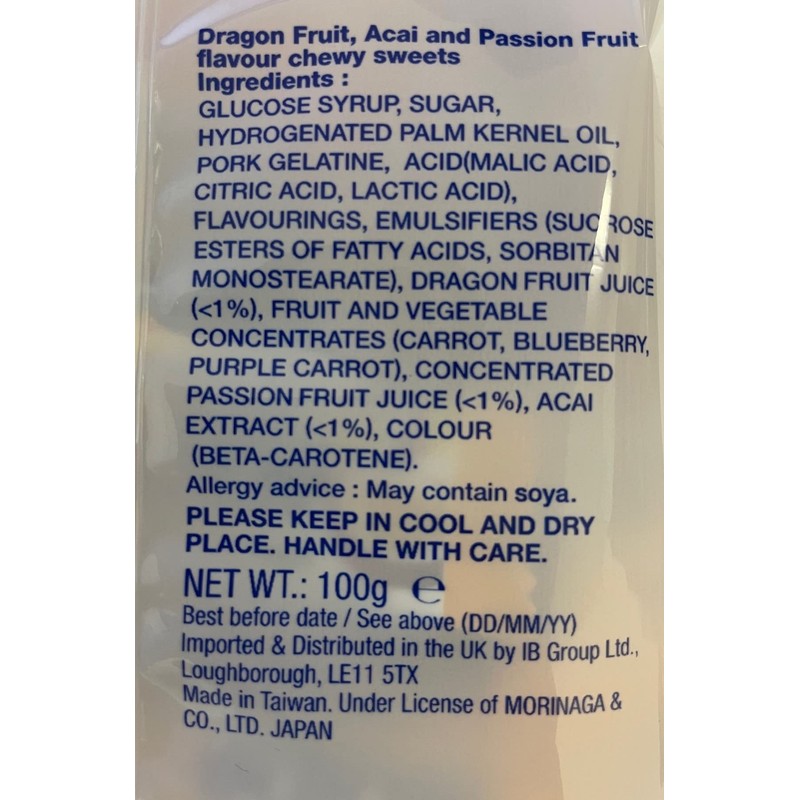 Dragon Fruit, Acai and Passion Fruit
flavour chewy sweets
Ingredients :
GLUCOSE SYRUP, SUGAR,
HYDROGENATED PALM KERNEL OIL,
PORK GELATINE, ACID(MALIC ACID,
CITRIC ACID, LACTIC ACID),
FLAVOURINGS, EMULSIFIERS (SUCROSE
ESTERS OF FATTY ACIDS, SORBITAN
MONOSTEARATE), DRAGON FRUIT JUICE
(<1%), FRUIT AND VEGETABLE
CONCENTRATES (CARROT, BLUEBERRY,
PURPLE CARROT), CONCENTRATED
PASSION FRUIT JUICE (<1%), ACAI
EXTRACT (<1%), COLOUR
(BETA-CAROTENE).
Allergy advice : May contain soya.
PLEASE KEEP IN COOL AND DRY
PLACE. HANDLE WITH CARE.
NET WT.: 100g ℮
Best before date / See above (DD/MM/YY)
Imported & Distributed in the UK by IB Group Ltd.,
Loughborough, LE11 5TX
Made in Taiwan. Under License of MORINAGA &
CO., LTD. JAPAN